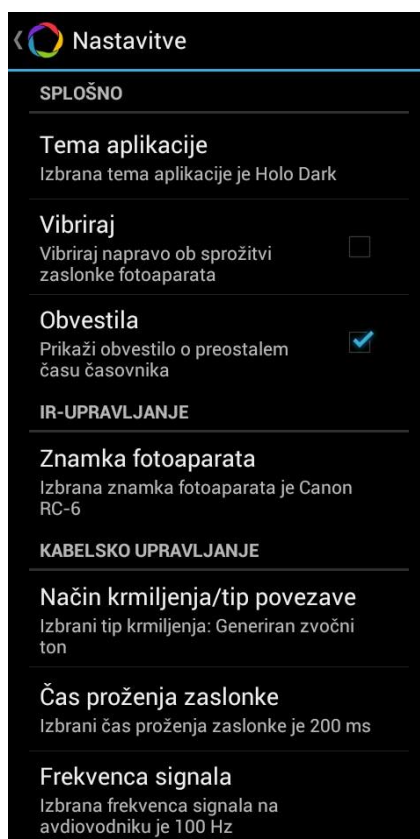 Nastavitve
SPLOŠNO
Tema aplikacije
Izbrana tema aplikacije je Holo Dark
Vibriraj
Vibriraj napravo ob sprožitvi
zaslonke fotoaparata
Obvestila
Prikaži obvestilo o preostalem
času časovnika
IR-UPRAVLJANJE
Znamka fotoaparata
Izbrana znamka fotoaparata je Canon
RC-6
KABELSKO UPRAVLJANJE
Način krmiljenja/tip povezave
Izbrani tip krmiljenja: Generiran zvočni
ton
Čas proženja zaslonke
Izbrani čas proženja zaslonke je 200 ms
Frekvenca signala
Izbrana frekvenca signala na
avdiovodniku je 100 Hz